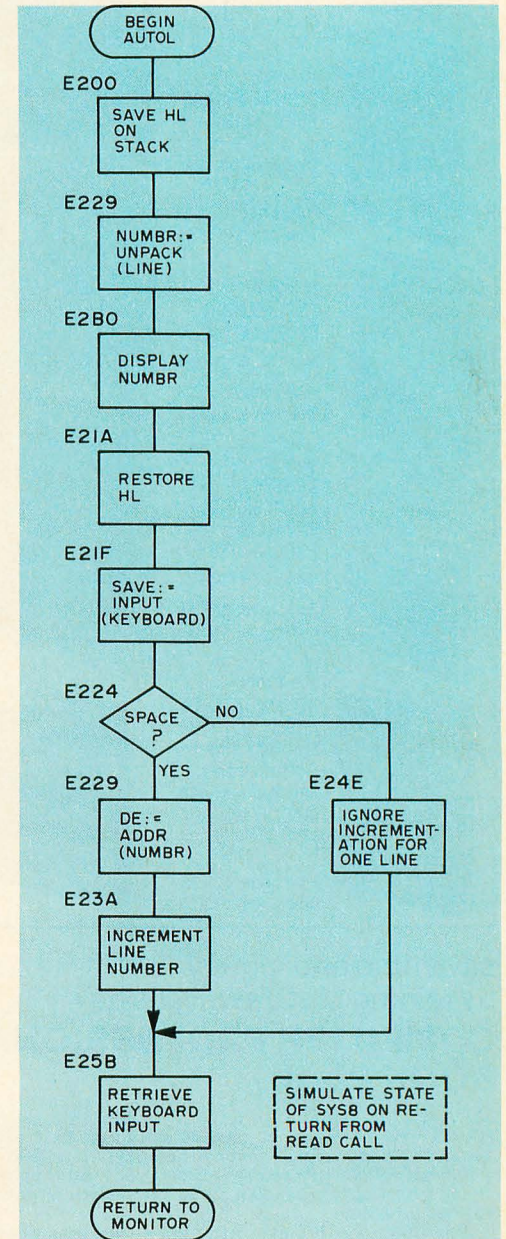 BEGIN
AUTOL
E200
SAVE HL
ON
STACK
E229
NUMBR:=
UNPACK
(LINE)
E2B0
DISPLAY
NUMBR
E21A
RESTORE
HL
E21F
SAVE:=
INPUT
(KEYBOARD)
E224
SPACE
?
NO
YES
E229
DE:=
ADDR
(NUMBR)
E24E
IGNORE
INCREMENT-
ATION FOR
ONE LINE
E23A
INCREMENT
LINE
NUMBER
E25B
RETRIEVE
KEYBOARD
INPUT
SIMULATE STATE
OF SYS8 ON RE-
TURN FROM
READ CALL
RETURN TO
MONITOR